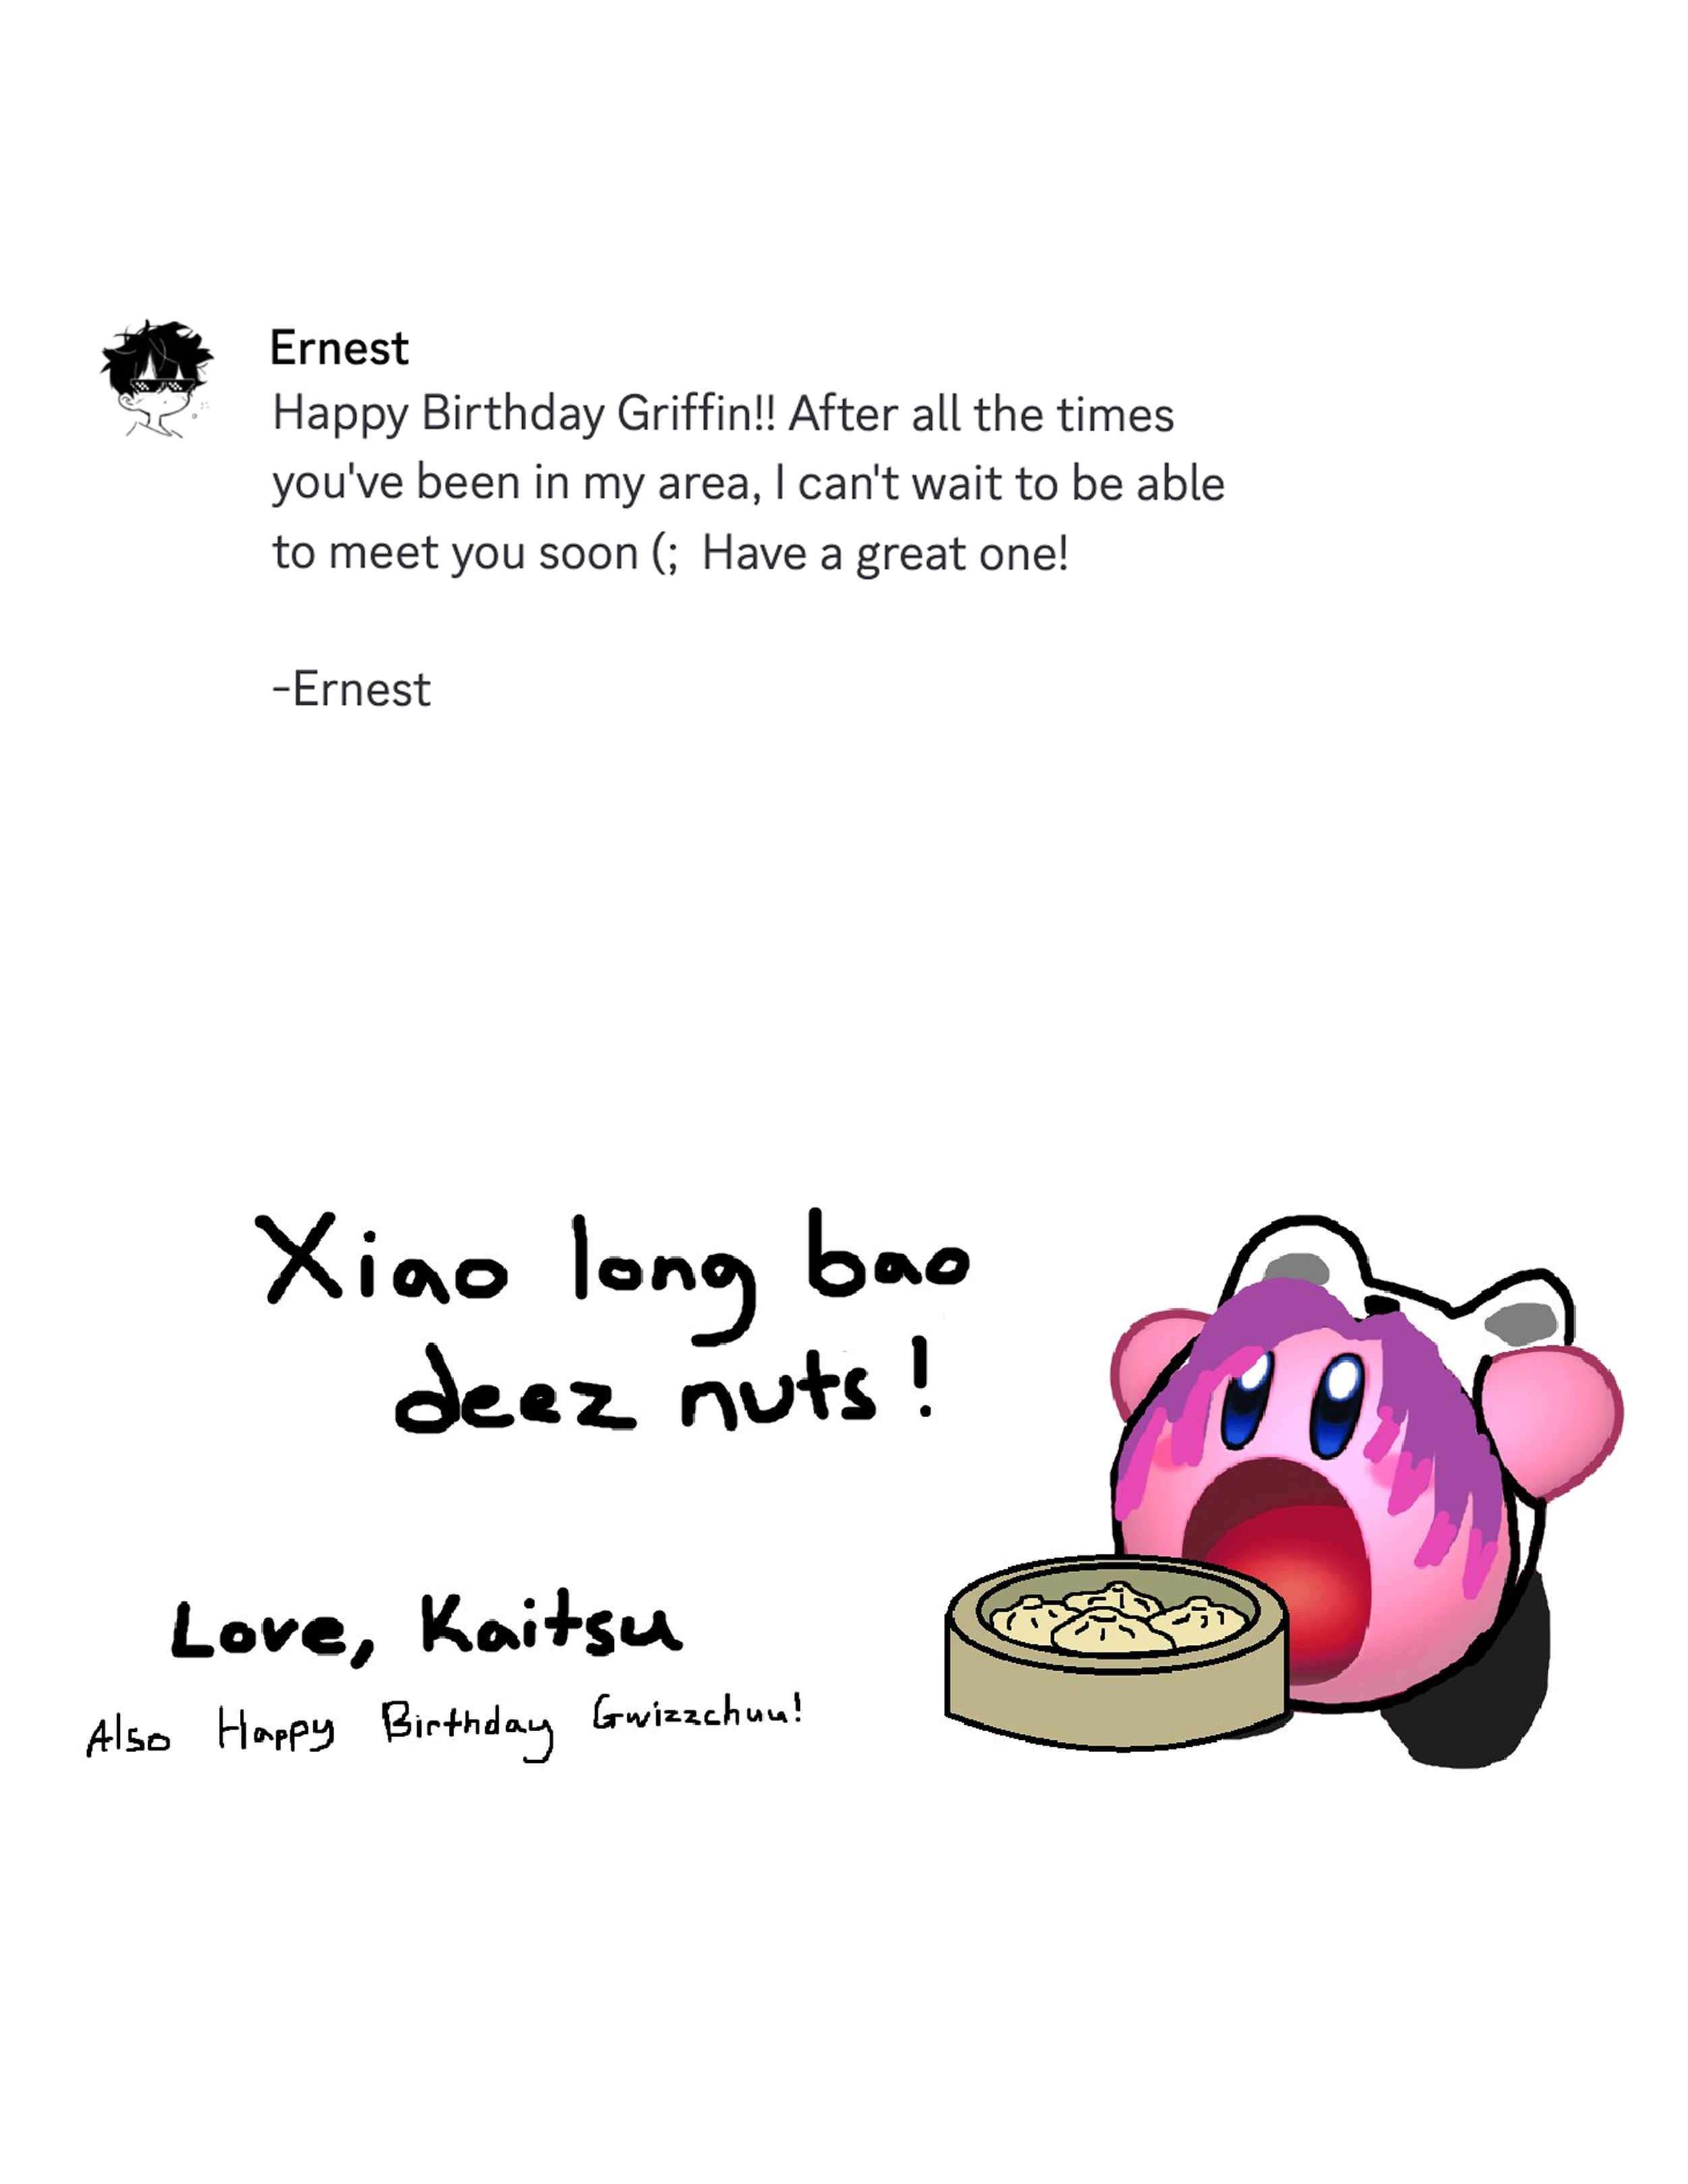 Ernest
Happy Birthday Griffin!! After all the times
you've been in my area, I can't wait to be able
to meet you soon (;  Have a great one!
-Ernest
Xiao long bao
deez nuts!
Love, Kaitsu
Also Happy Birthday Gwizzchuu!